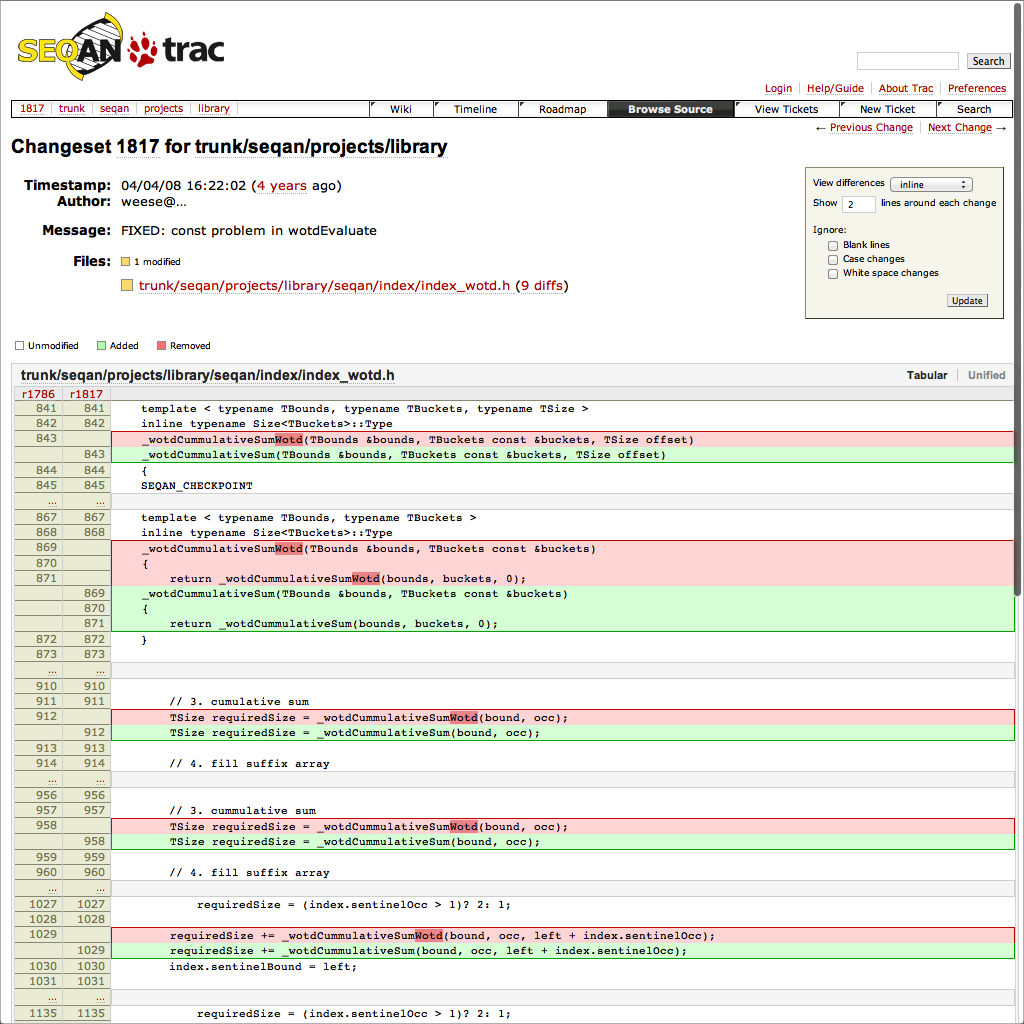 SEQAN trac
Search
Login Help/Guide About Trac Preferences
1817 trunk seqan projects library Wiki Timeline Roadmap Browse Source View Tickets New Ticket Search
← Previous Change Next Change →
Changeset 1817 for trunk/seqan/projects/library
Timestamp: 04/04/08 16:22:02 (4 years ago)
Author: weese@...
Message: FIXED: const problem in wotdEvaluate
Files: 1 modified
trunk/seqan/projects/library/seqan/index/index_wotd.h (9 diffs)
View differences inline
Show 2 lines around each change
Ignore:
Blank lines
Case changes
White space changes
Update
Unmodified Added Removed
trunk/seqan/projects/library/seqan/index/index_wotd.h Tabular Unified
r1786 r1817
841 841 template < typename TBounds, typename TBuckets, typename TSize >
842 842 inline typename Size<TBuckets>::Type
843 _wotdCummulativeSumWotd(TBounds &bounds, TBuckets const &buckets, TSize offset)
843 _wotdCummulativeSum(TBounds &bounds, TBuckets const &buckets, TSize offset)
844 844 {
845 845 SEQAN_CHECKPOINT
... ...
867 867 template < typename TBounds, typename TBuckets >
868 868 inline typename Size<TBuckets>::Type
869 _wotdCummulativeSumWotd(TBounds &bounds, TBuckets const &buckets)
870 {
871 return _wotdCummulativeSumWotd(bounds, buckets, 0);
869 _wotdCummulativeSum(TBounds &bounds, TBuckets const &buckets)
870 {
871 return _wotdCummulativeSum(bounds, buckets, 0);
872 872 }
873 873
... ...
910 910
911 911 // 3. cumulative sum
912 TSize requiredSize = _wotdCummulativeSumWotd(bound, occ);
912 TSize requiredSize = _wotdCummulativeSum(bound, occ);
913 913
914 914 // 4. fill suffix array
... ...
956 956
957 957 // 3. cummulative sum
958 TSize requiredSize = _wotdCummulativeSumWotd(bound, occ);
958 TSize requiredSize = _wotdCummulativeSum(bound, occ);
959 959
960 960 // 4. fill suffix array
... ...
1027 1027 requiredSize = (index.sentinelOcc > 1)? 2: 1;
1028 1028
1029 requiredSize += _wotdCummulativeSumWotd(bound, occ, left + index.sentinelOcc);
1029 requiredSize += _wotdCummulativeSum(bound, occ, left + index.sentinelOcc);
1030 1030 index.sentinelBound = left;
1031 1031
... ...
1135 1135 requiredSize = (index.sentinelOcc > 1)? 2: 1;